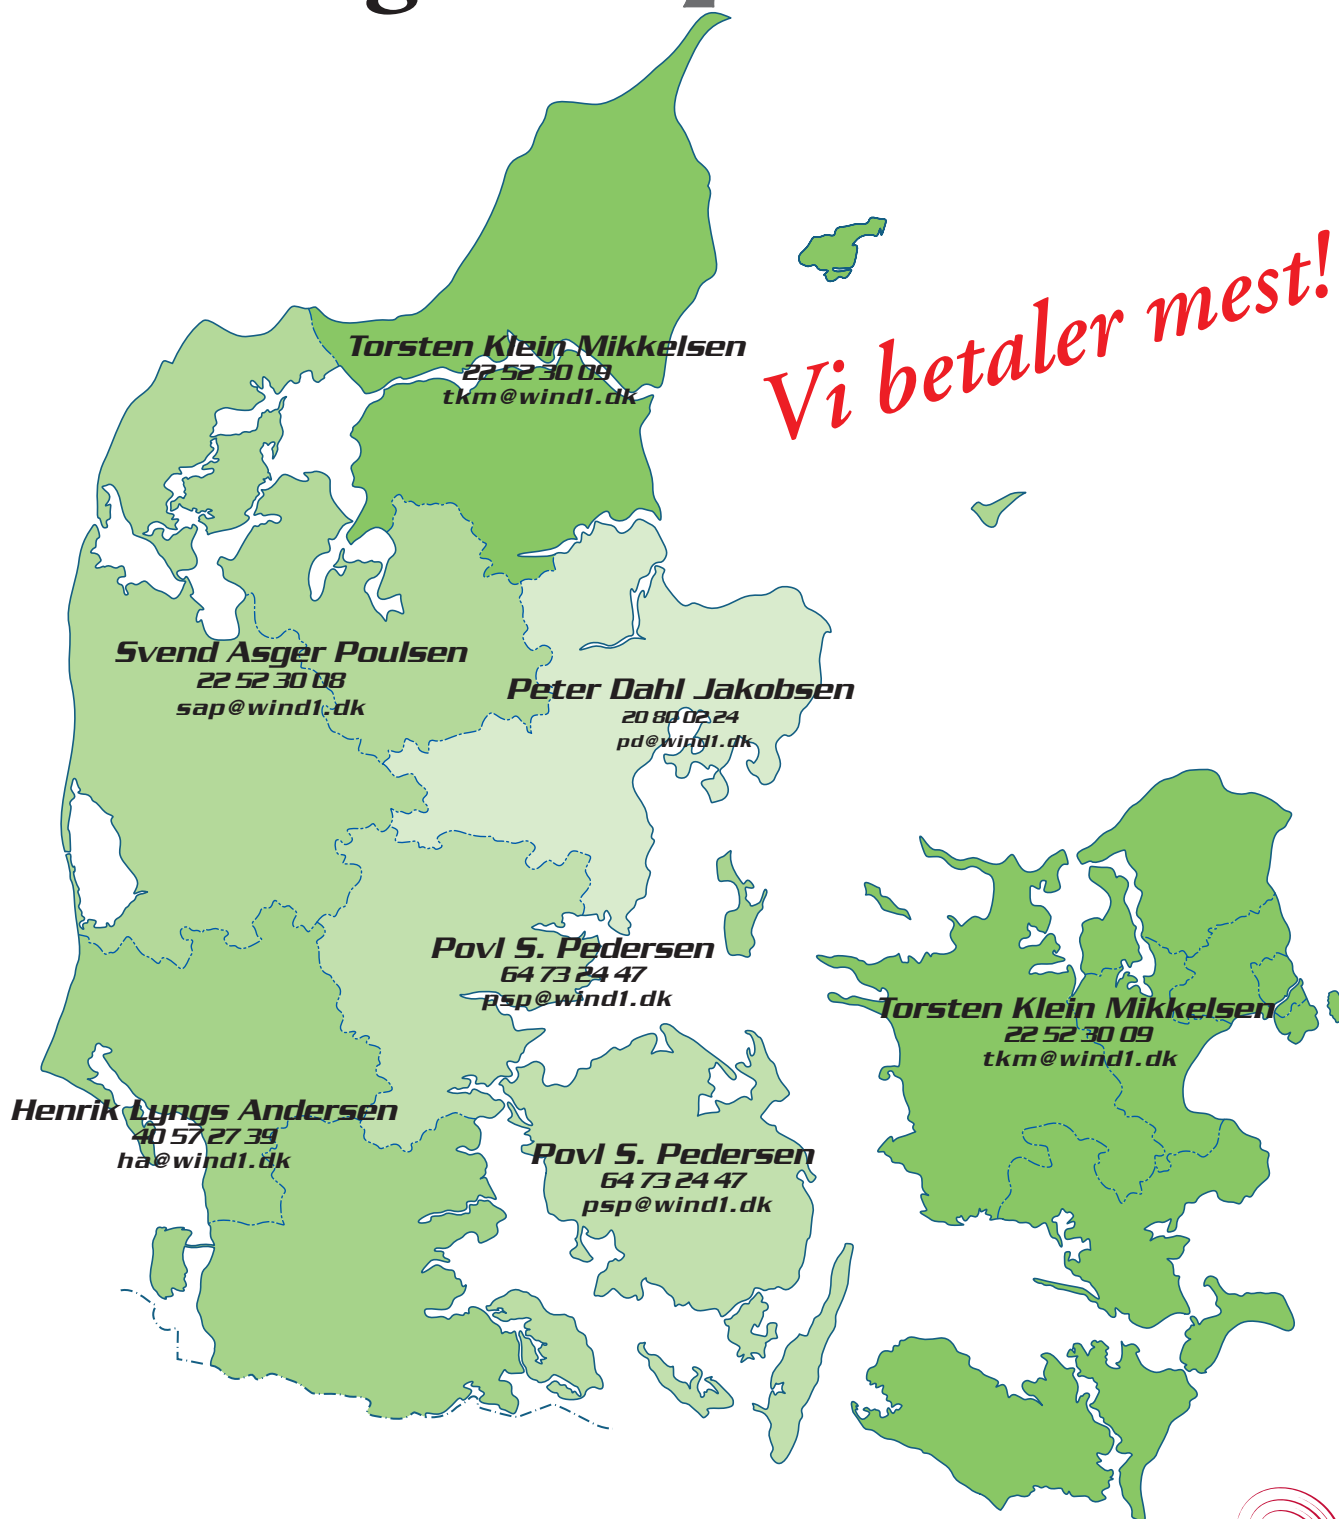 Vi betaler mest!
Torsten Klein Mikkelsen
22 52 30 09
tkm@wind1.dk
Svend Asger Poulsen
22 52 30 08
sap@wind1.dk
Peter Dahl Jakobsen
20 80 02 24
pd@wind1.dk
Povl S. Pedersen
64 73 24 47
psp@wind1.dk
Torsten Klein Mikkelsen
22 52 30 09
tkm@wind1.dk
Henrik Lyngs Andersen
40 57 27 39
ha@wind1.dk
Povl S. Pedersen
64 73 24 47
psp@wind1.dk